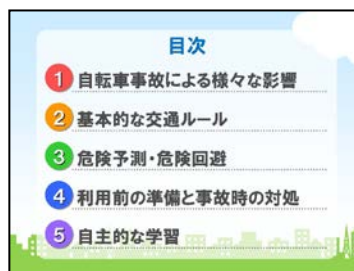 目次
1 自転車事故による様々な影響
2 基本的な交通ルール
3 危険予測・危険回避
4 利用前の準備と事故時の対処
5 自主的な学習